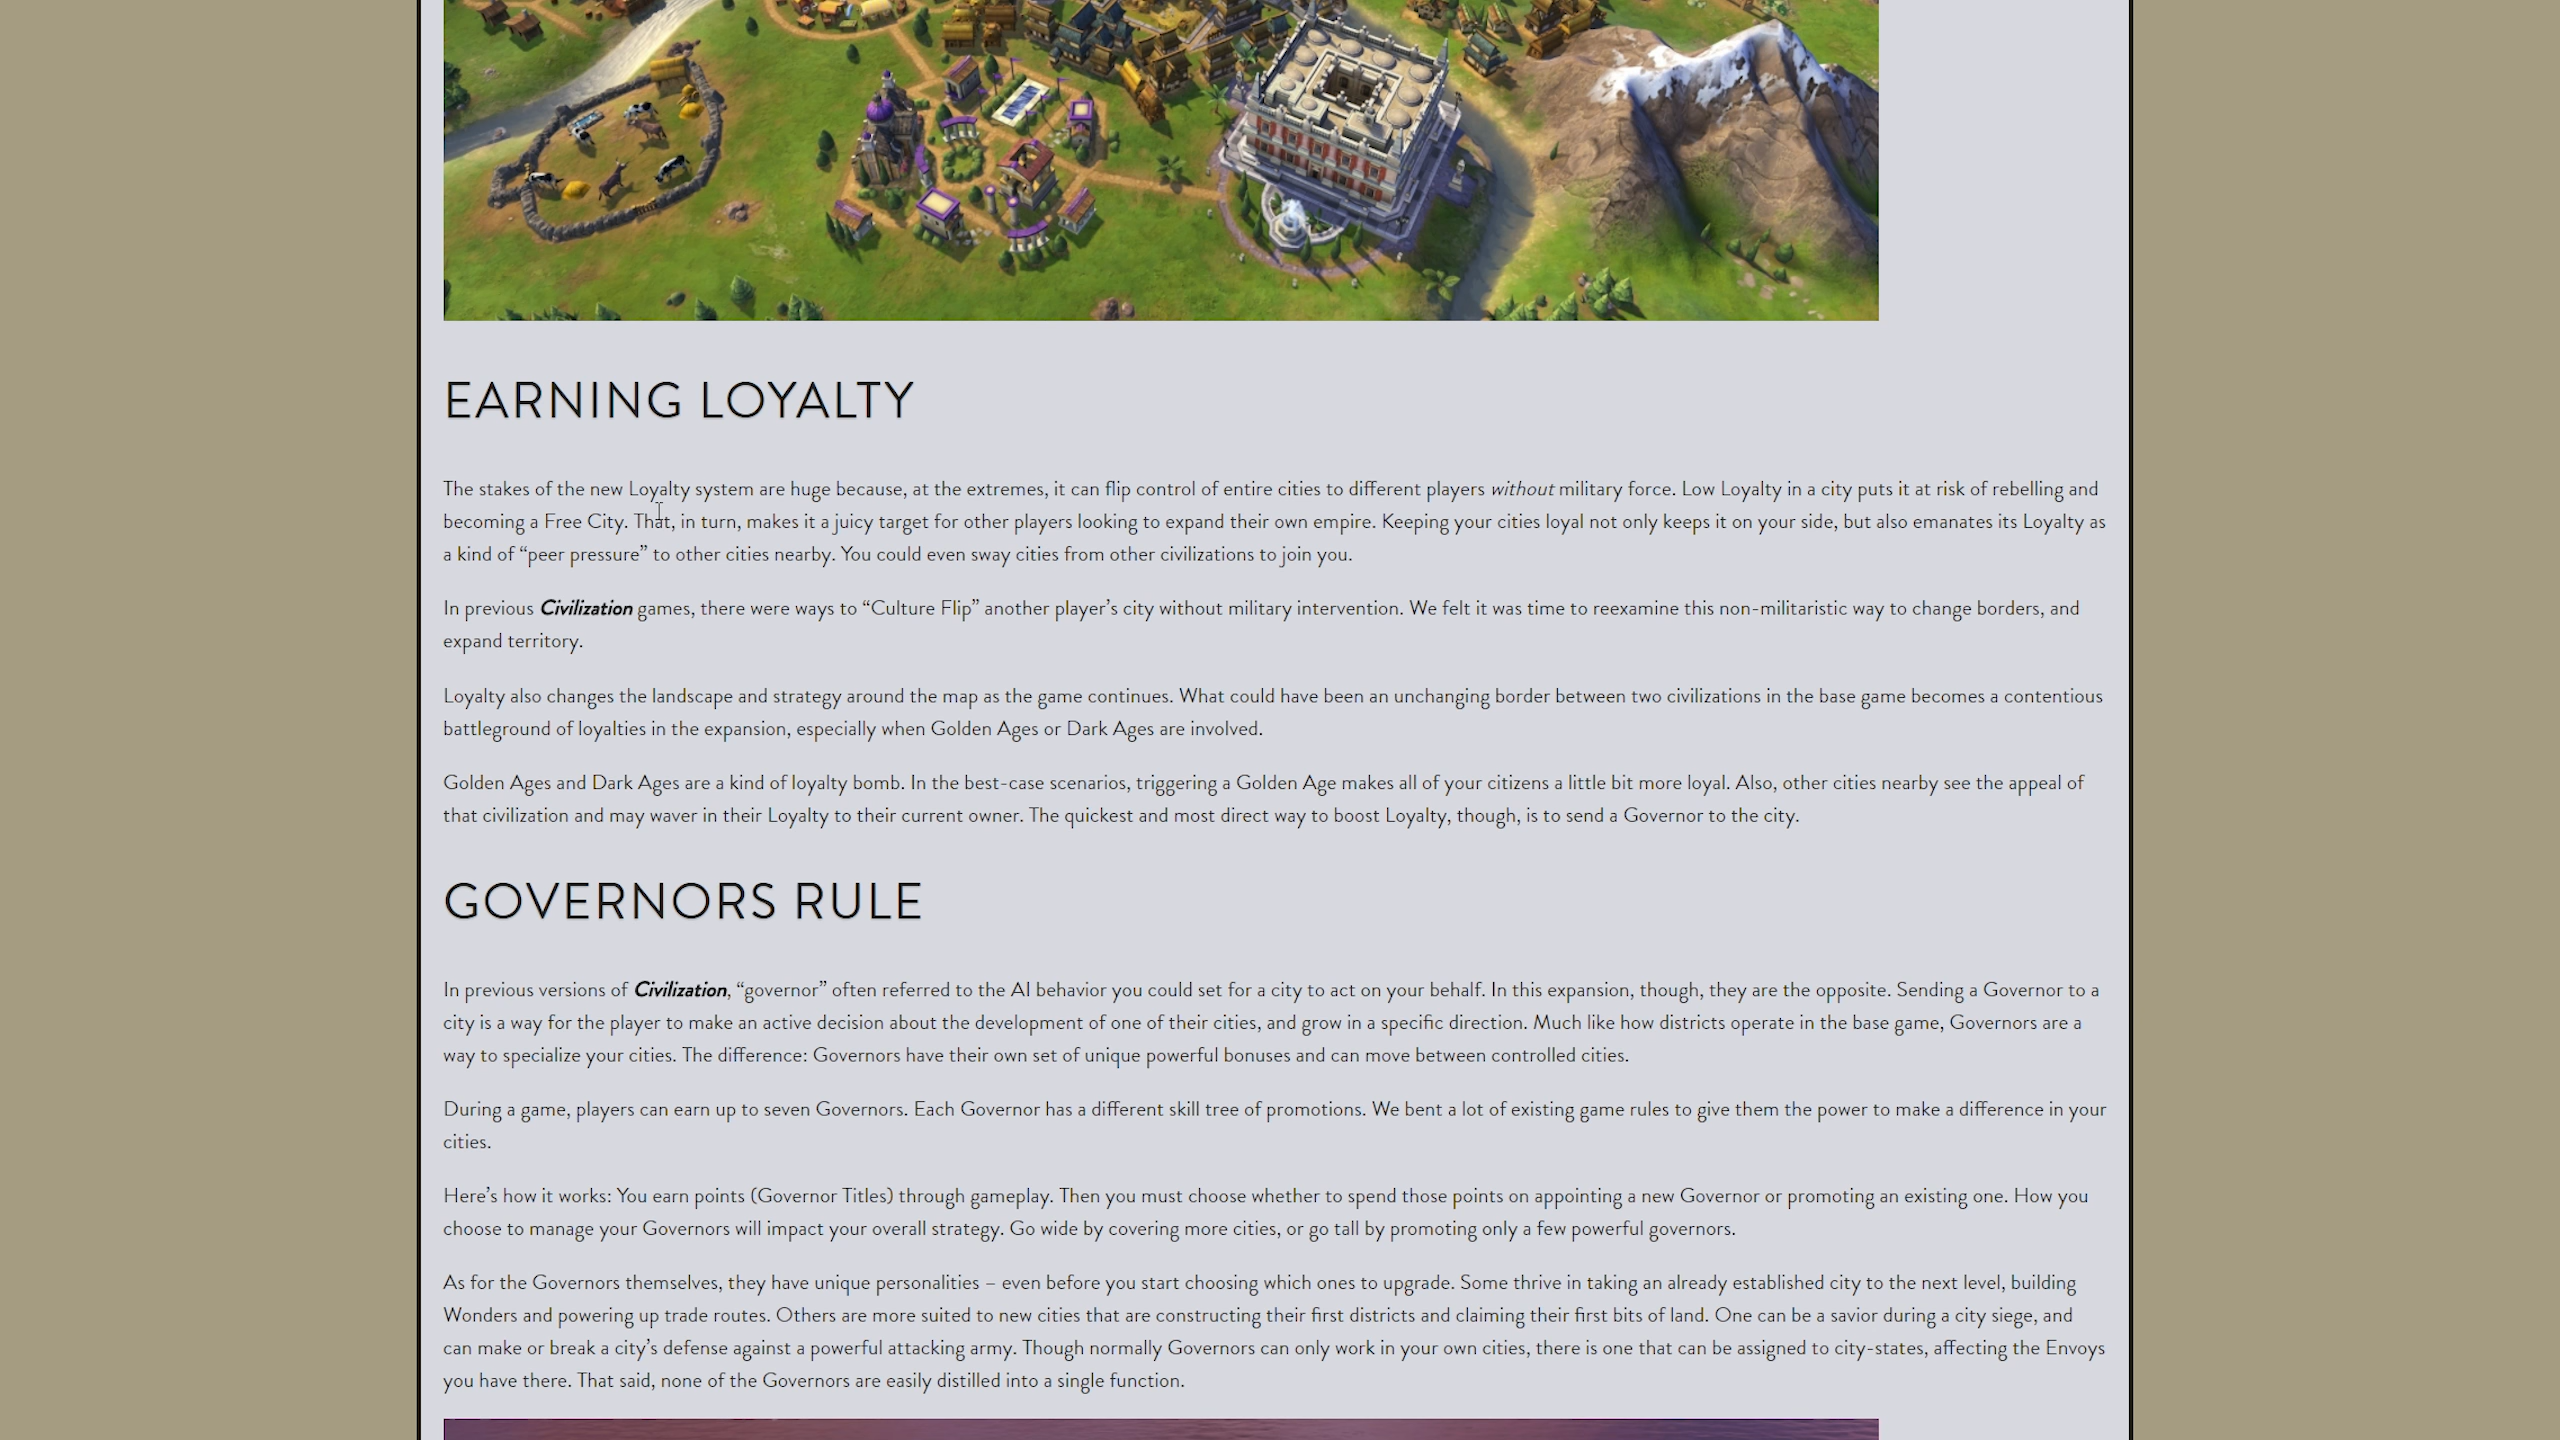 EARNING LOYALTY
The stakes of the new Loyalty system are huge because, at the extremes, it can flip control of entire cities to different players without military force. Low Loyalty in a city puts it at risk of rebelling and
becoming a Free City. That, in turn, makes it a juicy target for other players looking to expand their own empire. Keeping your cities loyal not only keeps it on your side, but also emanates its Loyalty as
a kind of “peer pressure” to other cities nearby. You could even sway cities from other civilizations to join you.
In previous Civilization games, there were ways to “Culture Flip” another player’s city without military intervention. We felt it was time to reexamine this non-militaristic way to change borders, and
expand territory.
Loyalty also changes the landscape and strategy around the map as the game continues. What could have been an unchanging border between two civilizations in the base game becomes a contentious
battleground of loyalties in the expansion, especially when Golden Ages or Dark Ages are involved.
Golden Ages and Dark Ages are a kind of loyalty bomb. In the best-case scenarios, triggering a Golden Age makes all of your citizens a little bit more loyal. Also, other cities nearby see the appeal of
that civilization and may waver in their Loyalty to their current owner. The quickest and most direct way to boost Loyalty, though, is to send a Governor to the city.
GOVERNORS RULE
In previous versions of Civilization, “governor” often referred to the AI behavior you could set for a city to act on your behalf. In this expansion, though, they are the opposite. Sending a Governor to a
city is a way for the player to make an active decision about the development of one of their cities, and grow in a specific direction. Much like how districts operate in the base game, Governors are a
way to specialize your cities. The difference: Governors have their own set of unique powerful bonuses and can move between controlled cities.
During a game, players can earn up to seven Governors. Each Governor has a different skill tree of promotions. We bent a lot of existing game rules to give them the power to make a difference in your
cities.
Here’s how it works: You earn points (Governor Titles) through gameplay. Then you must choose whether to spend those points on appointing a new Governor or promoting an existing one. How you
choose to manage your Governors will impact your overall strategy. Go wide by covering more cities, or go tall by promoting only a few powerful governors.
As for the Governors themselves, they have unique personalities – even before you start choosing which ones to upgrade. Some thrive in taking an already established city to the next level, building
Wonders and powering up trade routes. Others are more suited to new cities that are constructing their first districts and claiming their first bits of land. One can be a savior during a city siege, and
can make or break a city’s defense against a powerful attacking army. Though normally Governors can only work in your own cities, there is one that can be assigned to city-states, affecting the Envoys
you have there. That said, none of the Governors are easily distilled into a single function.